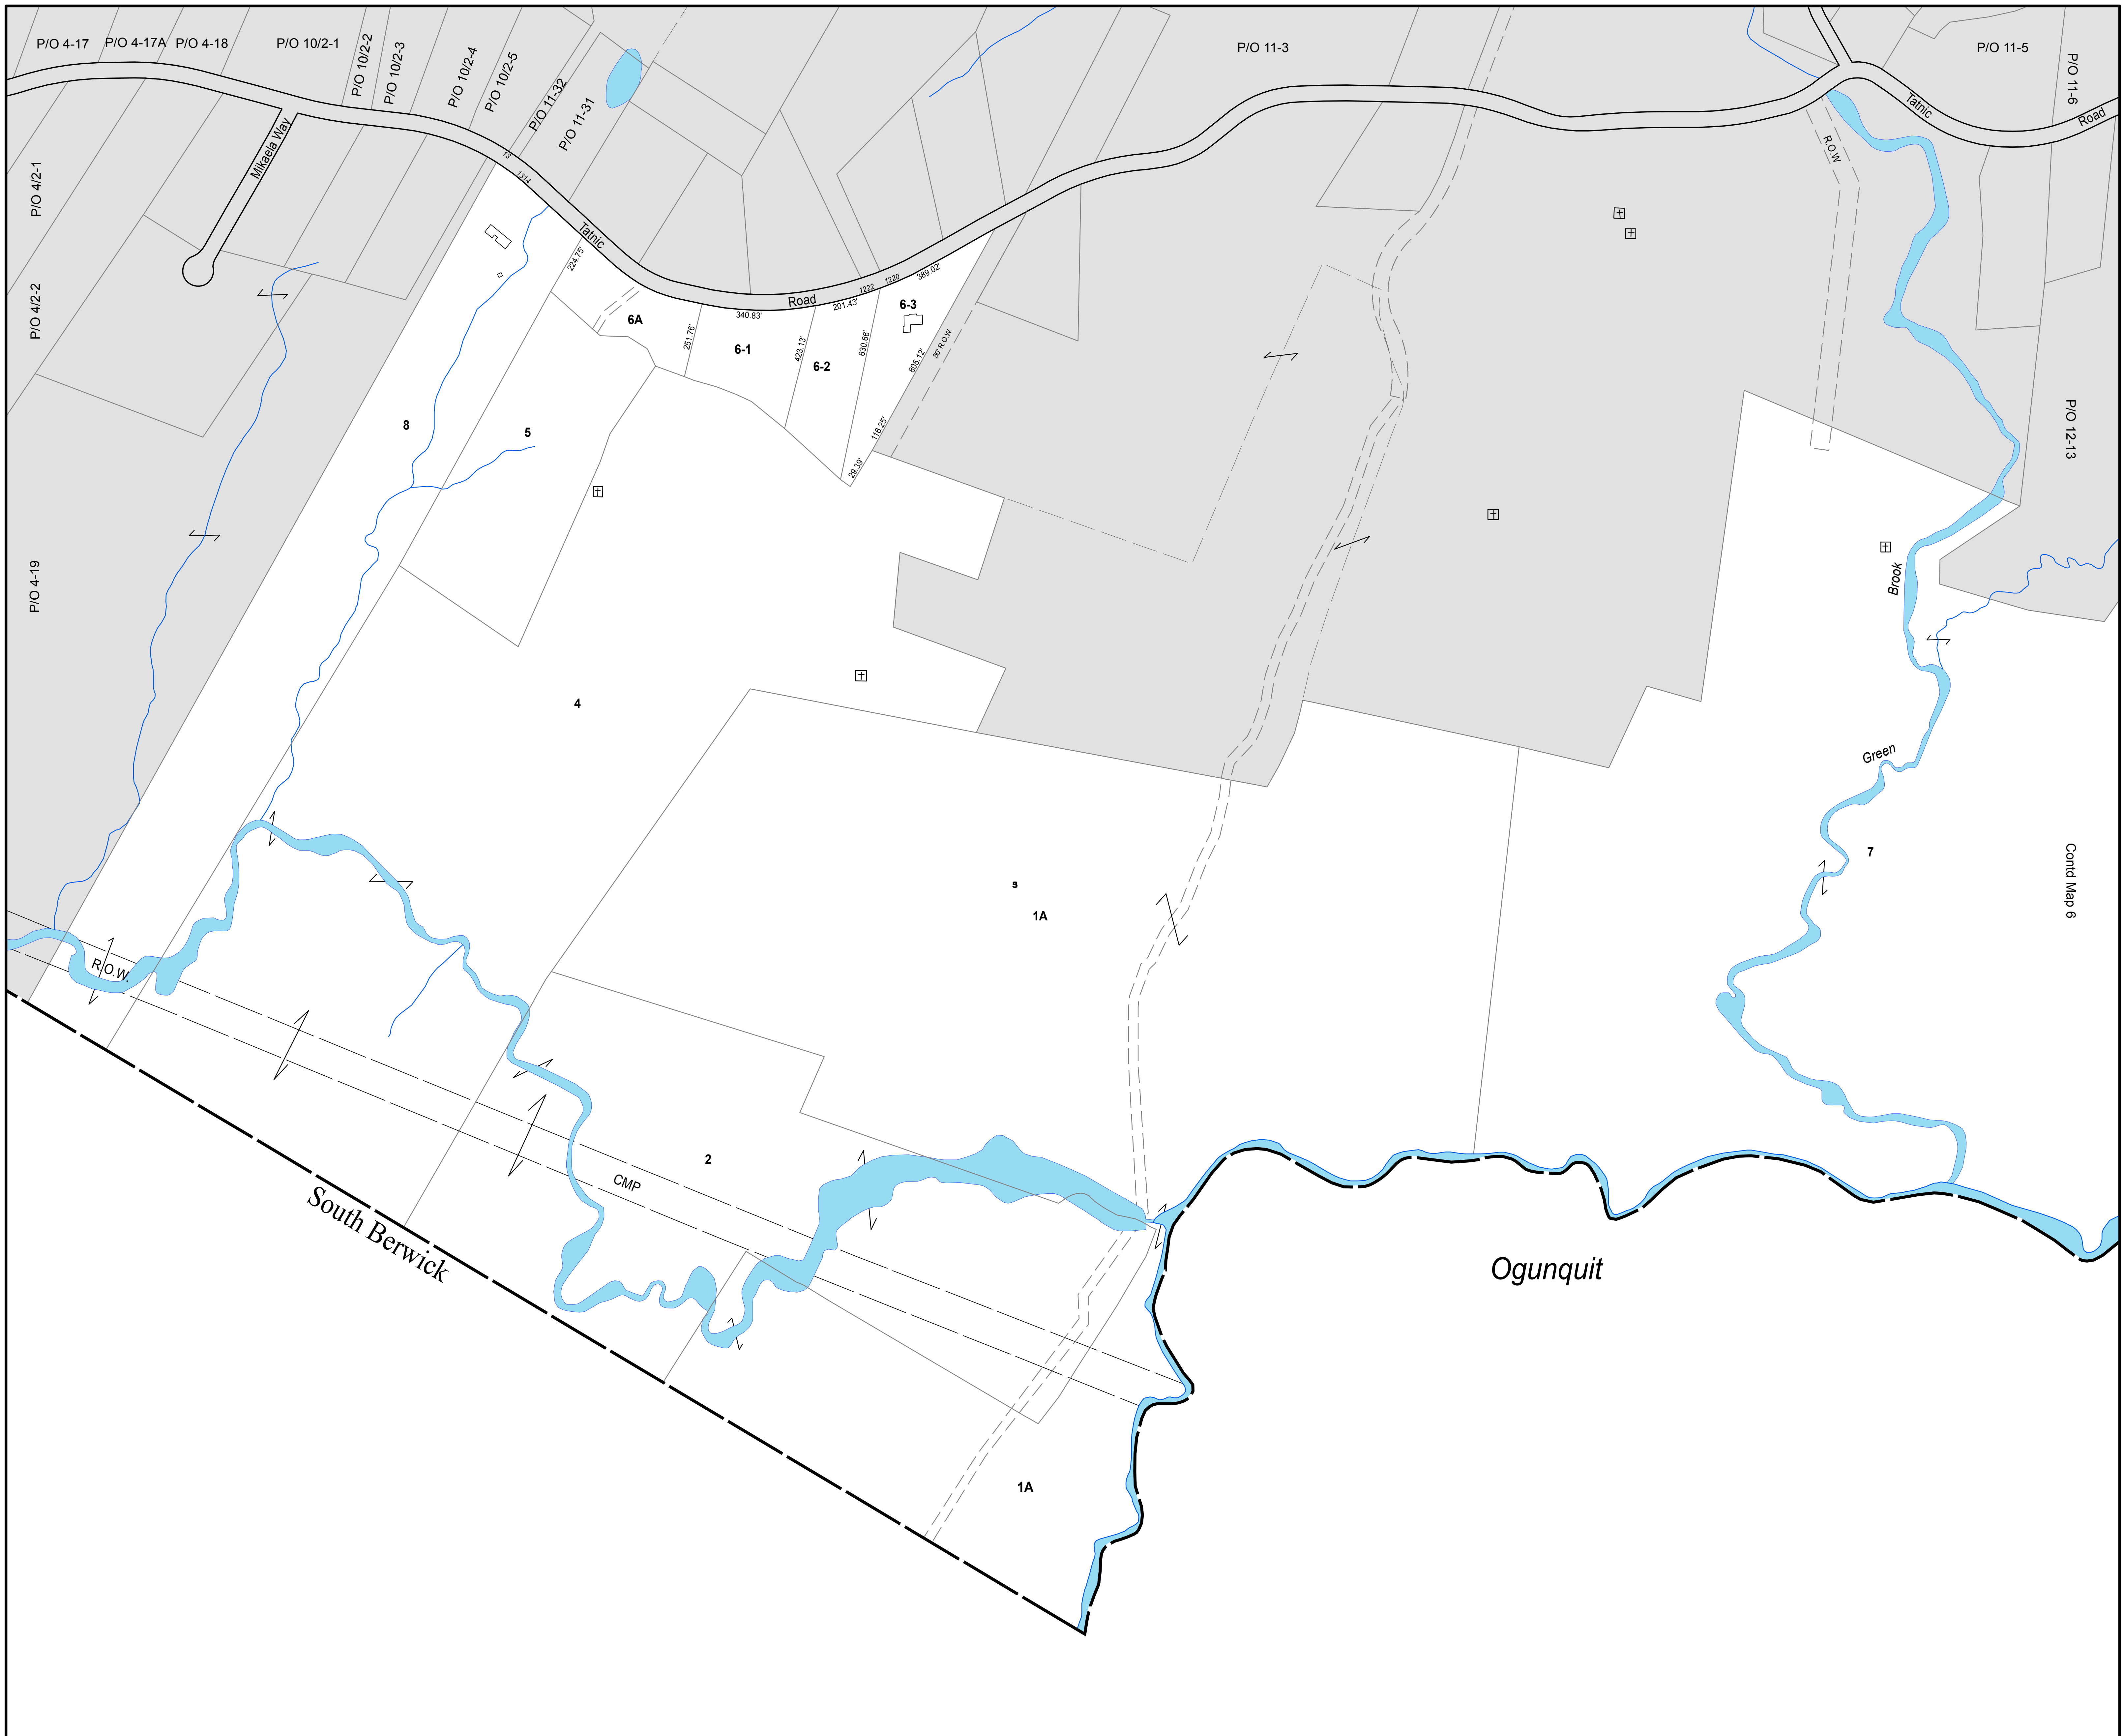 P/O 4-17
P/O 4-17A
P/O 4-18
P/O 10/2-1
P/O 10/2-2
P/O 10/2-3
P/O 10/2-4
P/O 10/2-5
P/O 11-32
P/O 11-31
P/O 11-3
P/O 11-5
P/O 11-6
Tatnic
Road
R.O.W
Mikaela Way
13
1314
P/O 4/2-1
P/O 4/2-2
Tatnic
Road
224.75'
6A
251.76'
340.83'
6-1
423.13'
6-2
201.43'
1222
1220
389.02'
6-3
630.66'
805.12'
50' R.O.W.
116.25'
29.39'
8
5
P/O 12-13
P/O 4-19
Brook
4
Green
7
Contd Map 6
s
1A
R.O.W.
2
CMP
South Berwick
Ogunquit
1A